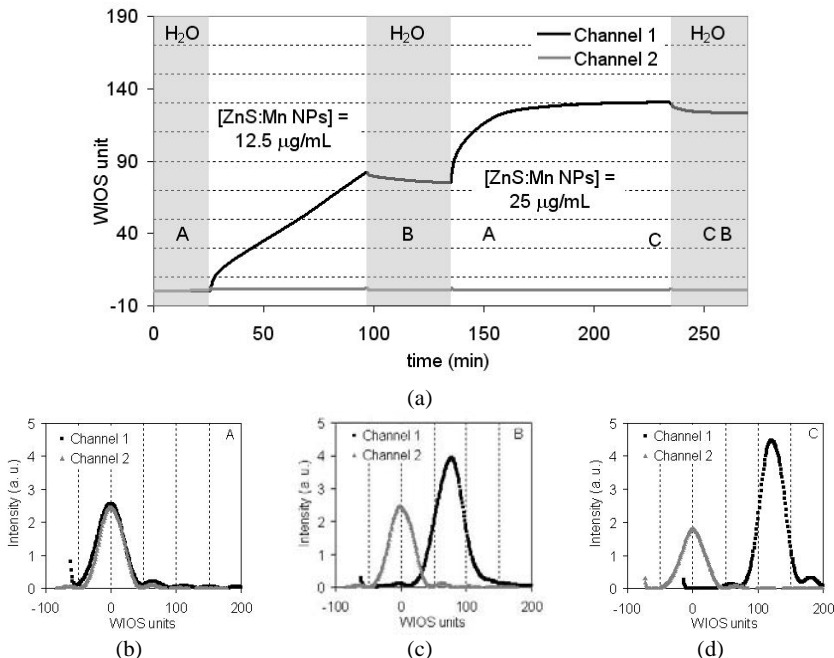 190
140
90
40
-10
WIOS unit
H₂O
H₂O
H₂O
Channel 1
Channel 2
[ZnS:Mn NPs] =
12.5 μg/mL
[ZnS:Mn NPs] =
25 μg/mL
A
B
A
C
C B
0 50 100 150 200 250
time (min)
(a)
5
4
3
2
1
0
Intensity (a. u.)
Channel 1
Channel 2
A
-100 0 100 200
WIOS units
(b)
5
4
3
2
1
0
Intensity (a. u.)
Channel 1
Channel 2
B
-100 0 100 200
WIOS units
(c)
5
4
3
2
1
0
Intensity (a. u.)
Channel 1
Channel 2
C
-100 0 100 200
WIOS units
(d)